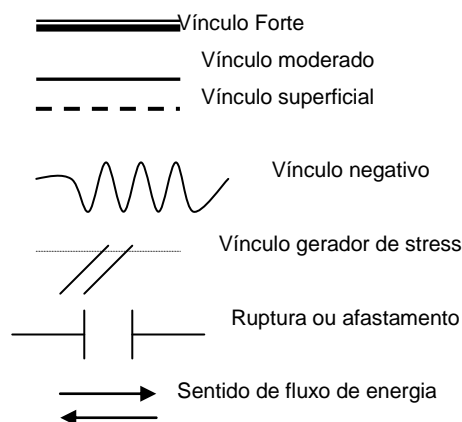 Vínculo Forte
Vínculo moderado
Vínculo superficial
Vínculo negativo
Vínculo gerador de stress
Ruptura ou afastamento
Sentido de fluxo de energia